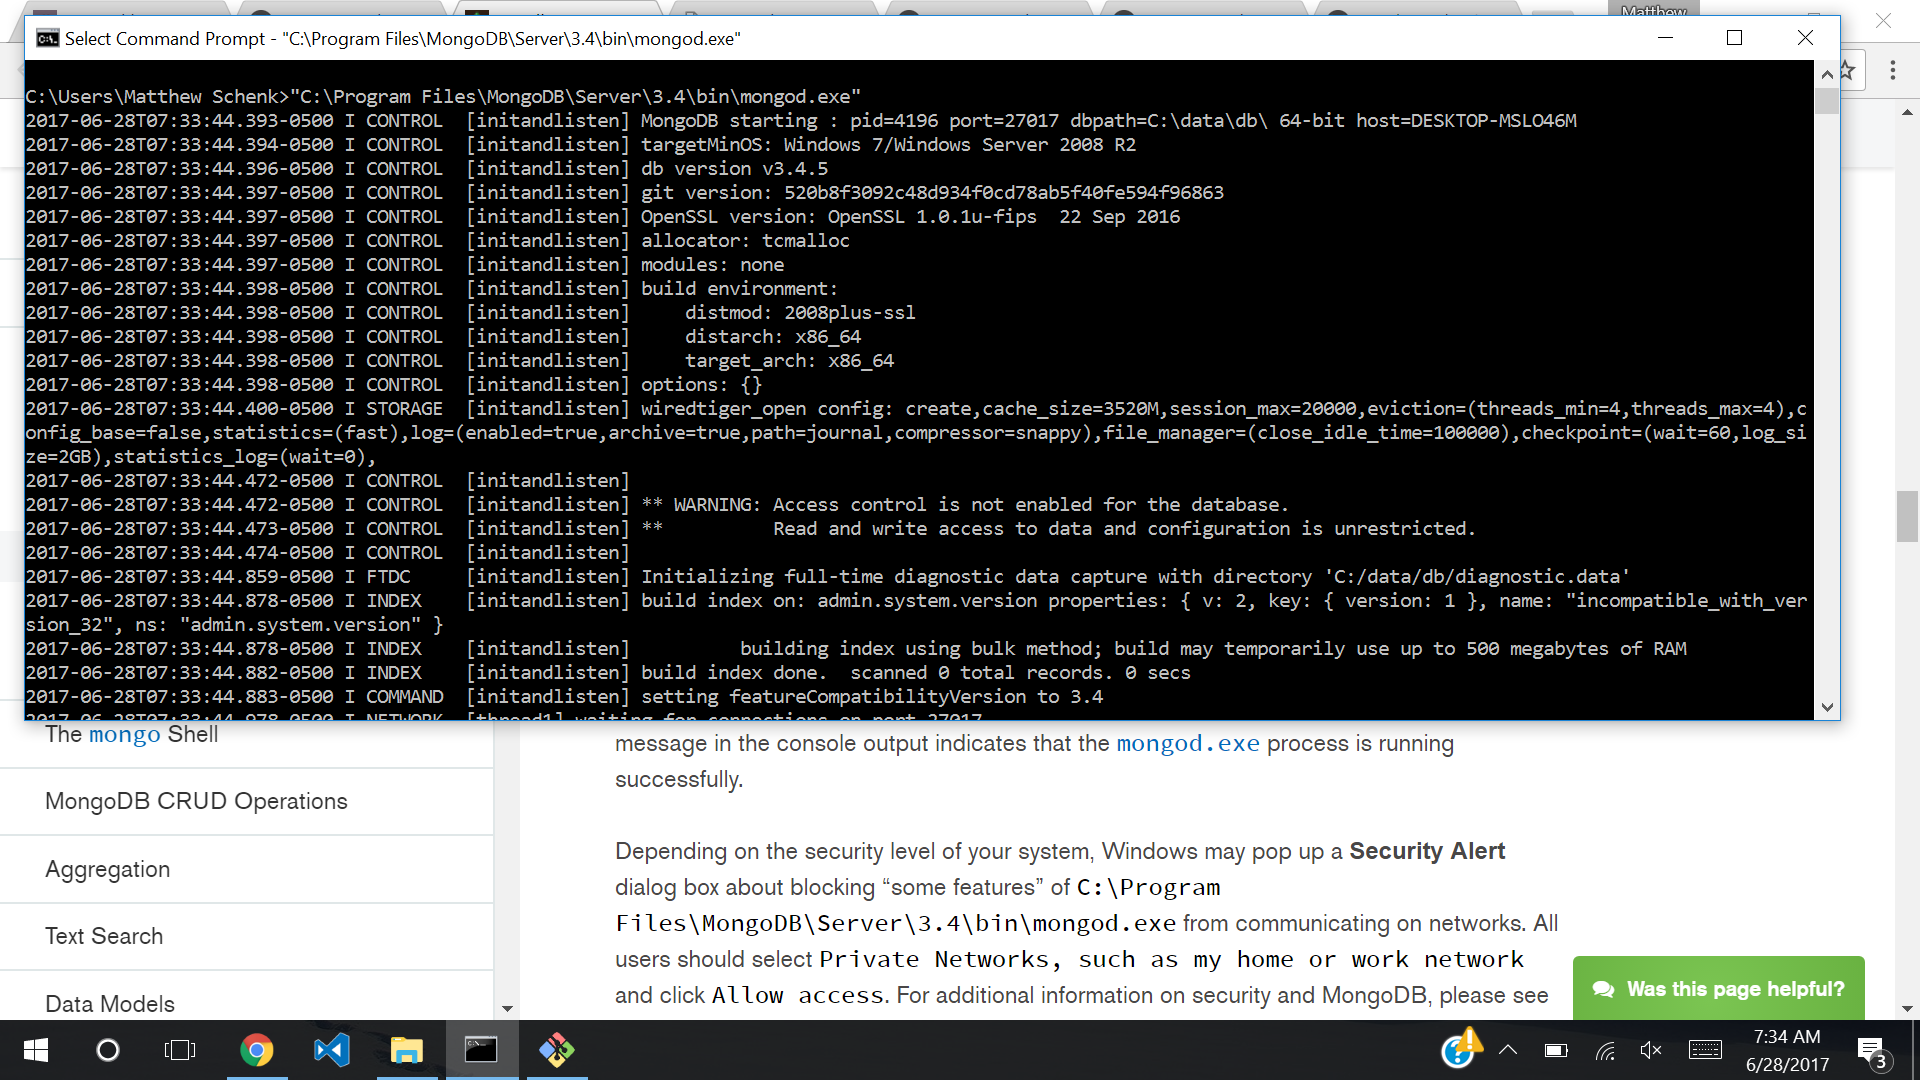 Matthew
Select Command Prompt - "C:\Program Files\MongoDB\Server\3.4\bin\mongod.exe"
C:\Users\Matthew Schenk>"C:\Program Files\MongoDB\Server\3.4\bin\mongod.exe"
2017-06-28T07:33:44.393-0500 I CONTROL  [initandlisten] MongoDB starting : pid=4196 port=27017 dbpath=C:\data\db\ 64-bit host=DESKTOP-MSLO46M
2017-06-28T07:33:44.394-0500 I CONTROL  [initandlisten] targetMinOS: Windows 7/Windows Server 2008 R2
2017-06-28T07:33:44.396-0500 I CONTROL  [initandlisten] db version v3.4.5
2017-06-28T07:33:44.397-0500 I CONTROL  [initandlisten] git version: 520b8f3092c48d934f0cd78ab5f40fe594f96863
2017-06-28T07:33:44.397-0500 I CONTROL  [initandlisten] OpenSSL version: OpenSSL 1.0.1u-fips  22 Sep 2016
2017-06-28T07:33:44.397-0500 I CONTROL  [initandlisten] allocator: tcmalloc
2017-06-28T07:33:44.397-0500 I CONTROL  [initandlisten] modules: none
2017-06-28T07:33:44.398-0500 I CONTROL  [initandlisten] build environment:
2017-06-28T07:33:44.398-0500 I CONTROL  [initandlisten]     distmod: 2008plus-ssl
2017-06-28T07:33:44.398-0500 I CONTROL  [initandlisten]     distarch: x86_64
2017-06-28T07:33:44.398-0500 I CONTROL  [initandlisten]     target_arch: x86_64
2017-06-28T07:33:44.398-0500 I CONTROL  [initandlisten] options: {}
2017-06-28T07:33:44.400-0500 I STORAGE  [initandlisten] wiredtiger_open config: create,cache_size=3520M,session_max=20000,eviction=(threads_min=4,threads_max=4),c
onfig_base=false,statistics=(fast),log=(enabled=true,archive=true,path=journal,compressor=snappy),file_manager=(close_idle_time=100000),checkpoint=(wait=60,log_si
ze=2GB),statistics_log=(wait=0),
2017-06-28T07:33:44.472-0500 I CONTROL  [initandlisten]
2017-06-28T07:33:44.472-0500 I CONTROL  [initandlisten] ** WARNING: Access control is not enabled for the database.
2017-06-28T07:33:44.473-0500 I CONTROL  [initandlisten] **          Read and write access to data and configuration is unrestricted.
2017-06-28T07:33:44.474-0500 I CONTROL  [initandlisten]
2017-06-28T07:33:44.859-0500 I FTDC     [initandlisten] Initializing full-time diagnostic data capture with directory 'C:/data/db/diagnostic.data'
2017-06-28T07:33:44.878-0500 I INDEX    [initandlisten] build index on: admin.system.version properties: { v: 2, key: { version: 1 }, name: "incompatible_with_ver
sion_32", ns: "admin.system.version" }
2017-06-28T07:33:44.878-0500 I INDEX    [initandlisten]          building index using bulk method; build may temporarily use up to 500 megabytes of RAM
2017-06-28T07:33:44.882-0500 I INDEX    [initandlisten] build index done.  scanned 0 total records. 0 secs
2017-06-28T07:33:44.883-0500 I COMMAND  [initandlisten] setting featureCompatibilityVersion to 3.4
2017-06-28T07:33:44.978-0500 I NETWORK  [thread1] waiting for connections on port 27017
The mongo Shell
MongoDB CRUD Operations
Aggregation
Text Search
Data Models
message in the console output indicates that the mongod.exe process is running
successfully.
Depending on the security level of your system, Windows may pop up a Security Alert
dialog box about blocking “some features” of C:\Program
Files\MongoDB\Server\3.4\bin\mongod.exe from communicating on networks. All
users should select Private Networks, such as my home or work network
and click Allow access. For additional information on security and MongoDB, please see
Was this page helpful?
7:34 AM
6/28/2017
3